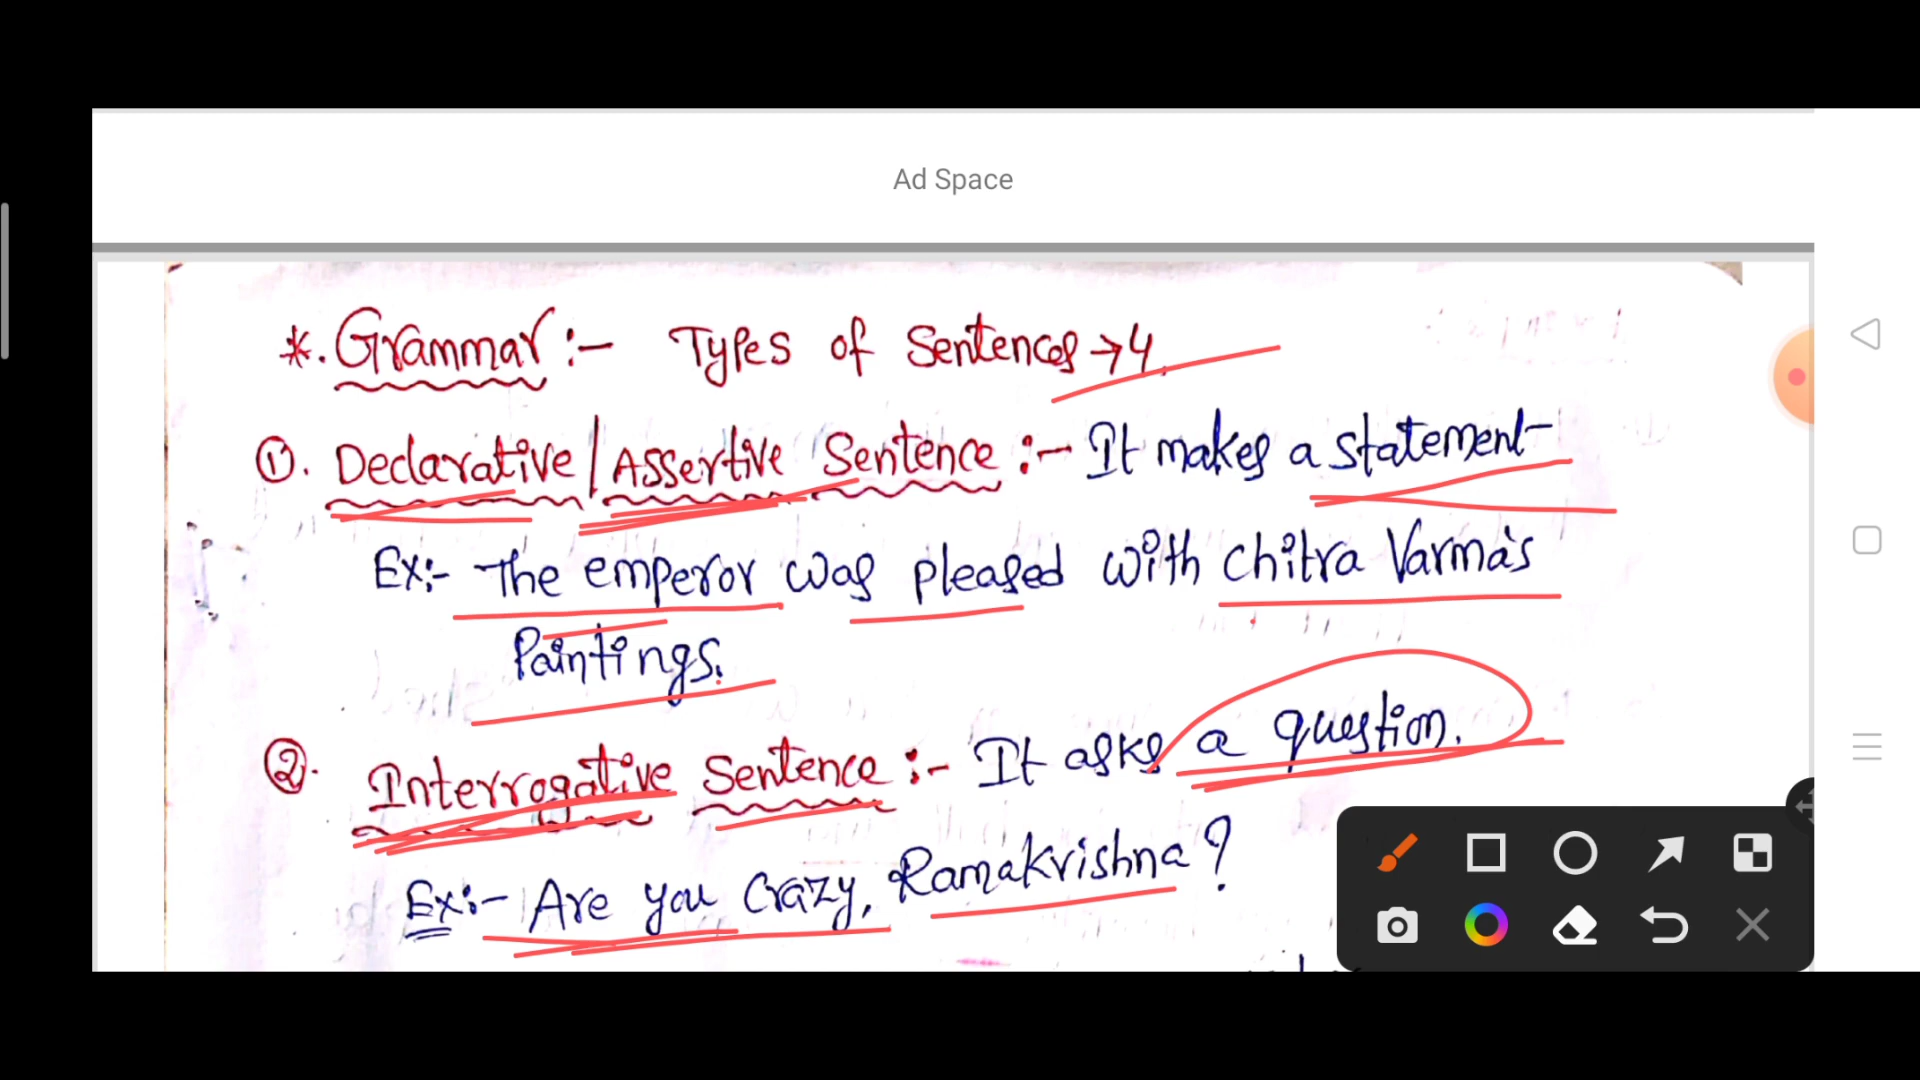 Ad Space
*. Grammar :- Types of Sentences → 4.
①. Declarative / Assertive Sentence :- It makes a statement
Ex:- The emperor was pleased with Chitra Varma's
Paintings.
②. Interrogative Sentence :- It asks a question.
Ex:- Are you Crazy, Ramakrishna ?